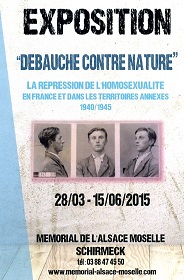 EXPOSITION
"DEBAUCHE CONTRE NATURE"
LA REPRESSION DE L'HOMOSEXUALITE
EN FRANCE ET DANS LES TERRITOIRES ANNEXES
1940/1945
28/03 - 15/06/2015
MEMORIAL DE L'ALSACE MOSELLE
SCHIRMECK
tél : 03 88 47 45 50
www.memorial-alsace-moselle.com